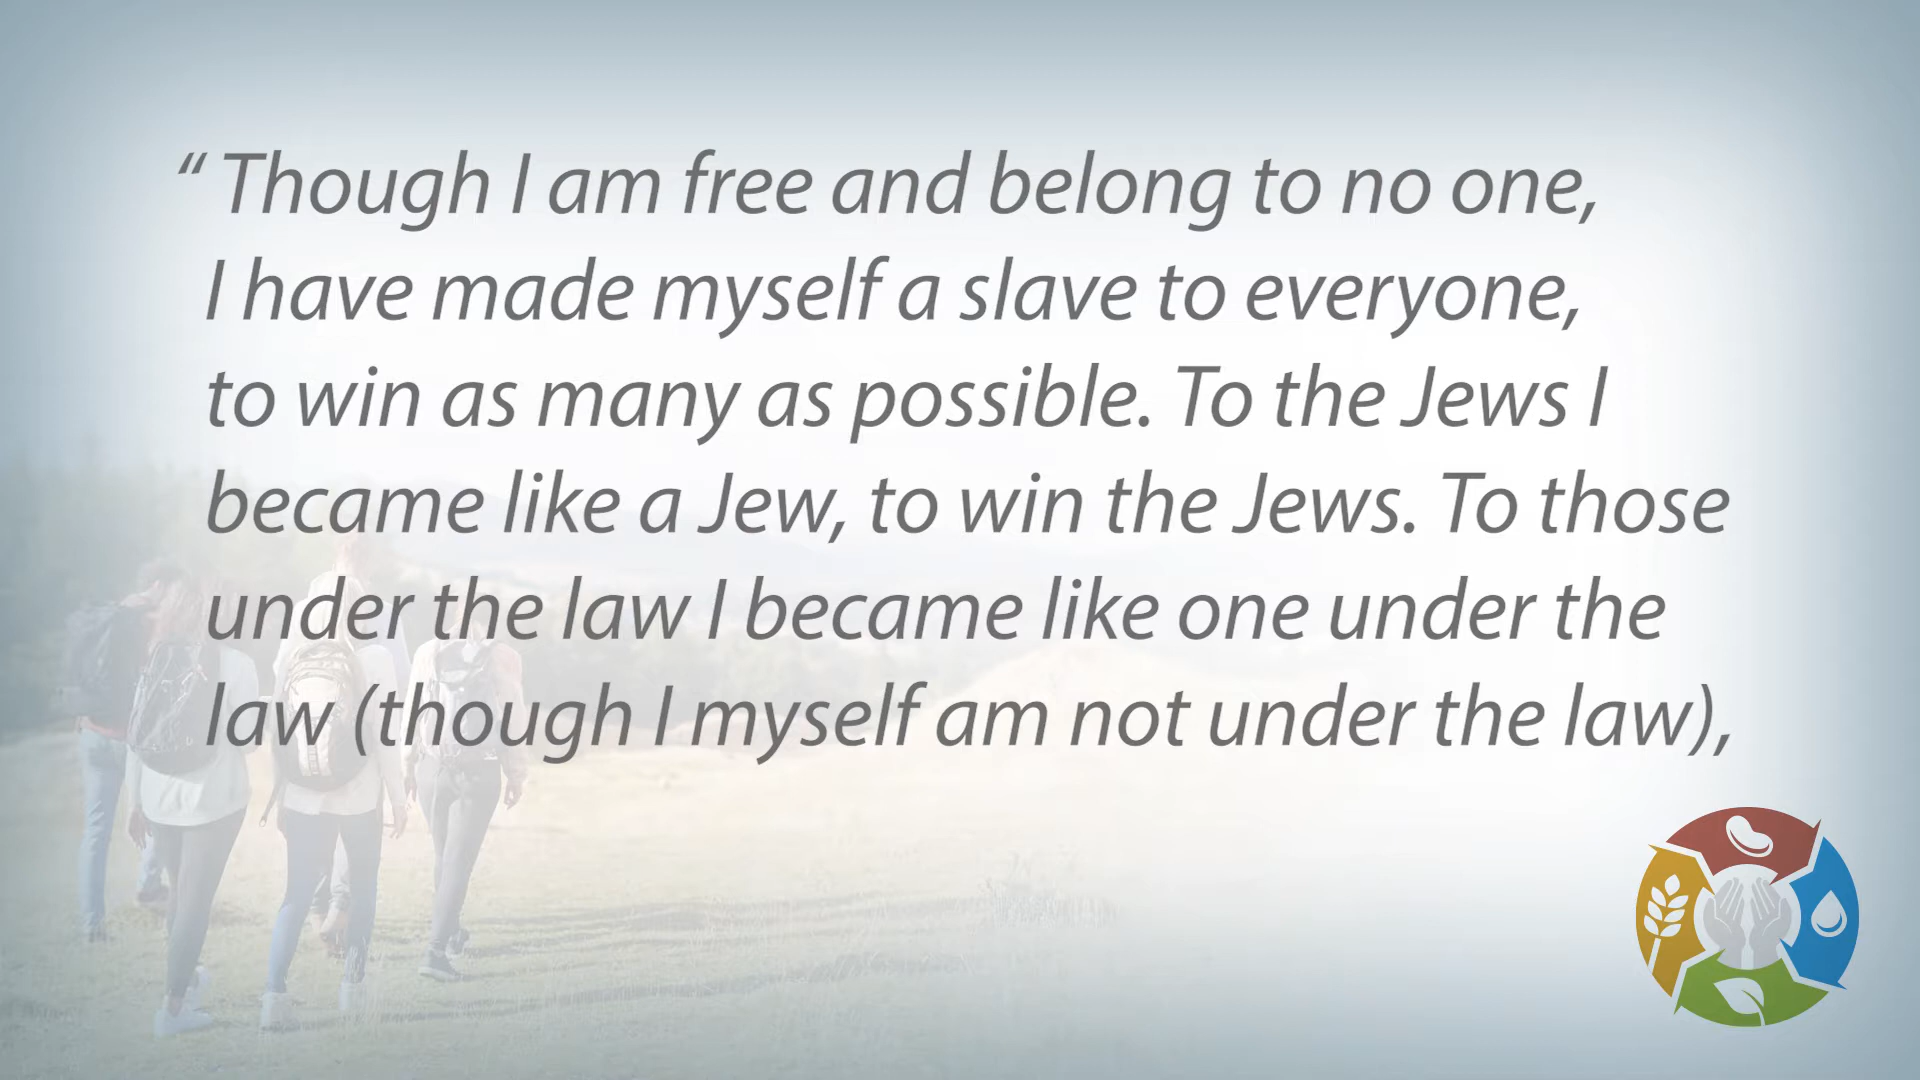 “ Though I am free and belong to no one,
I have made myself a slave to everyone,
to win as many as possible. To the Jews I
became like a Jew, to win the Jews. To those
under the law I became like one under the
law (though I myself am not under the law),